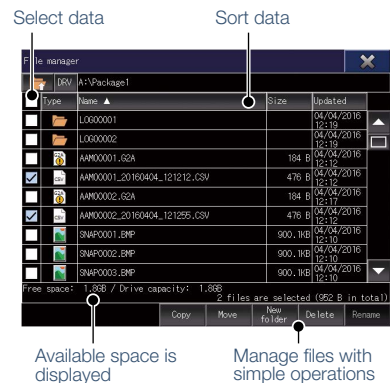 Select data
Sort data
File manager
DRV A:\Package1
Type Name ▲ Size Updated
LOG00001 04/04/2016 12:19
LOG00002 04/04/2016 12:19
AAM00001.G2A 184 B 04/04/2016 12:12
CSV AAM00001_20160404_121212.CSV 476 B 04/04/2016 12:12
AAM00002.G2A 184 B 04/04/2016 12:17
CSV AAM00002_20160404_121255.CSV 476 B 04/04/2016 12:12
SNAP0001.BMP 900.1KB 04/04/2016 12:10
SNAP0002.BMP 900.1KB 04/04/2016 12:10
SNAP0003.BMP 900.1KB 04/04/2016 12:10
Free space: 1.8GB / Drive capacity: 1.8GB
2 files are selected (952 B in total)
Copy Move New folder Delete Rename
Available space is
displayed
Manage files with
simple operations